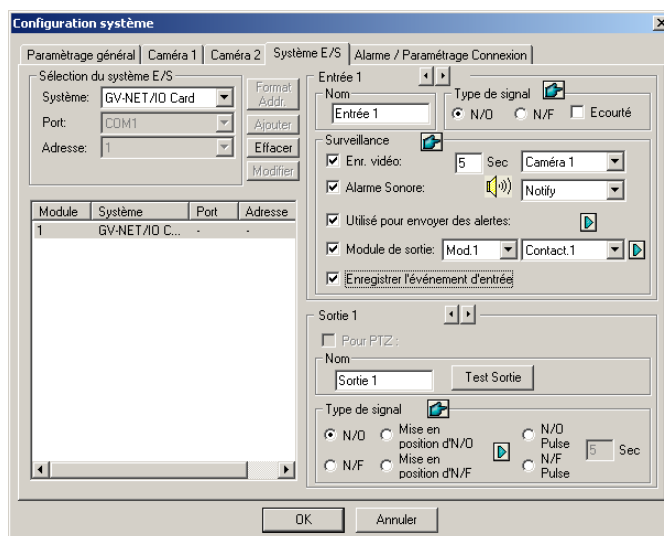 Configuration système
Paramètrage général Caméra 1 Caméra 2 Système E/S Alarme / Paramétrage Connexion
Sélection du système E/S
Système: GV-NET/IO Card
Port: COM1
Adresse: 1
Format Addr.
Ajouter
Effacer
Modifier
Module Système Port Adresse
1 GV-NET/IO C... - -
Entrée 1
Nom
Entrée 1
Type de signal
N/O N/F Ecourté
Surveillance
Enr. vidéo: 5 Sec Caméra 1
Alarme Sonore: Notify
Utilisé pour envoyer des alertes:
Module de sortie: Mod.1 Contact.1
Enregistrer l'événement d'entrée
Sortie 1
Pour PTZ :
Nom
Sortie 1 Test Sortie
Type de signal
N/O Mise en position d'N/O N/O Pulse 5 Sec
N/F Mise en position d'N/F N/F Pulse
OK Annuler